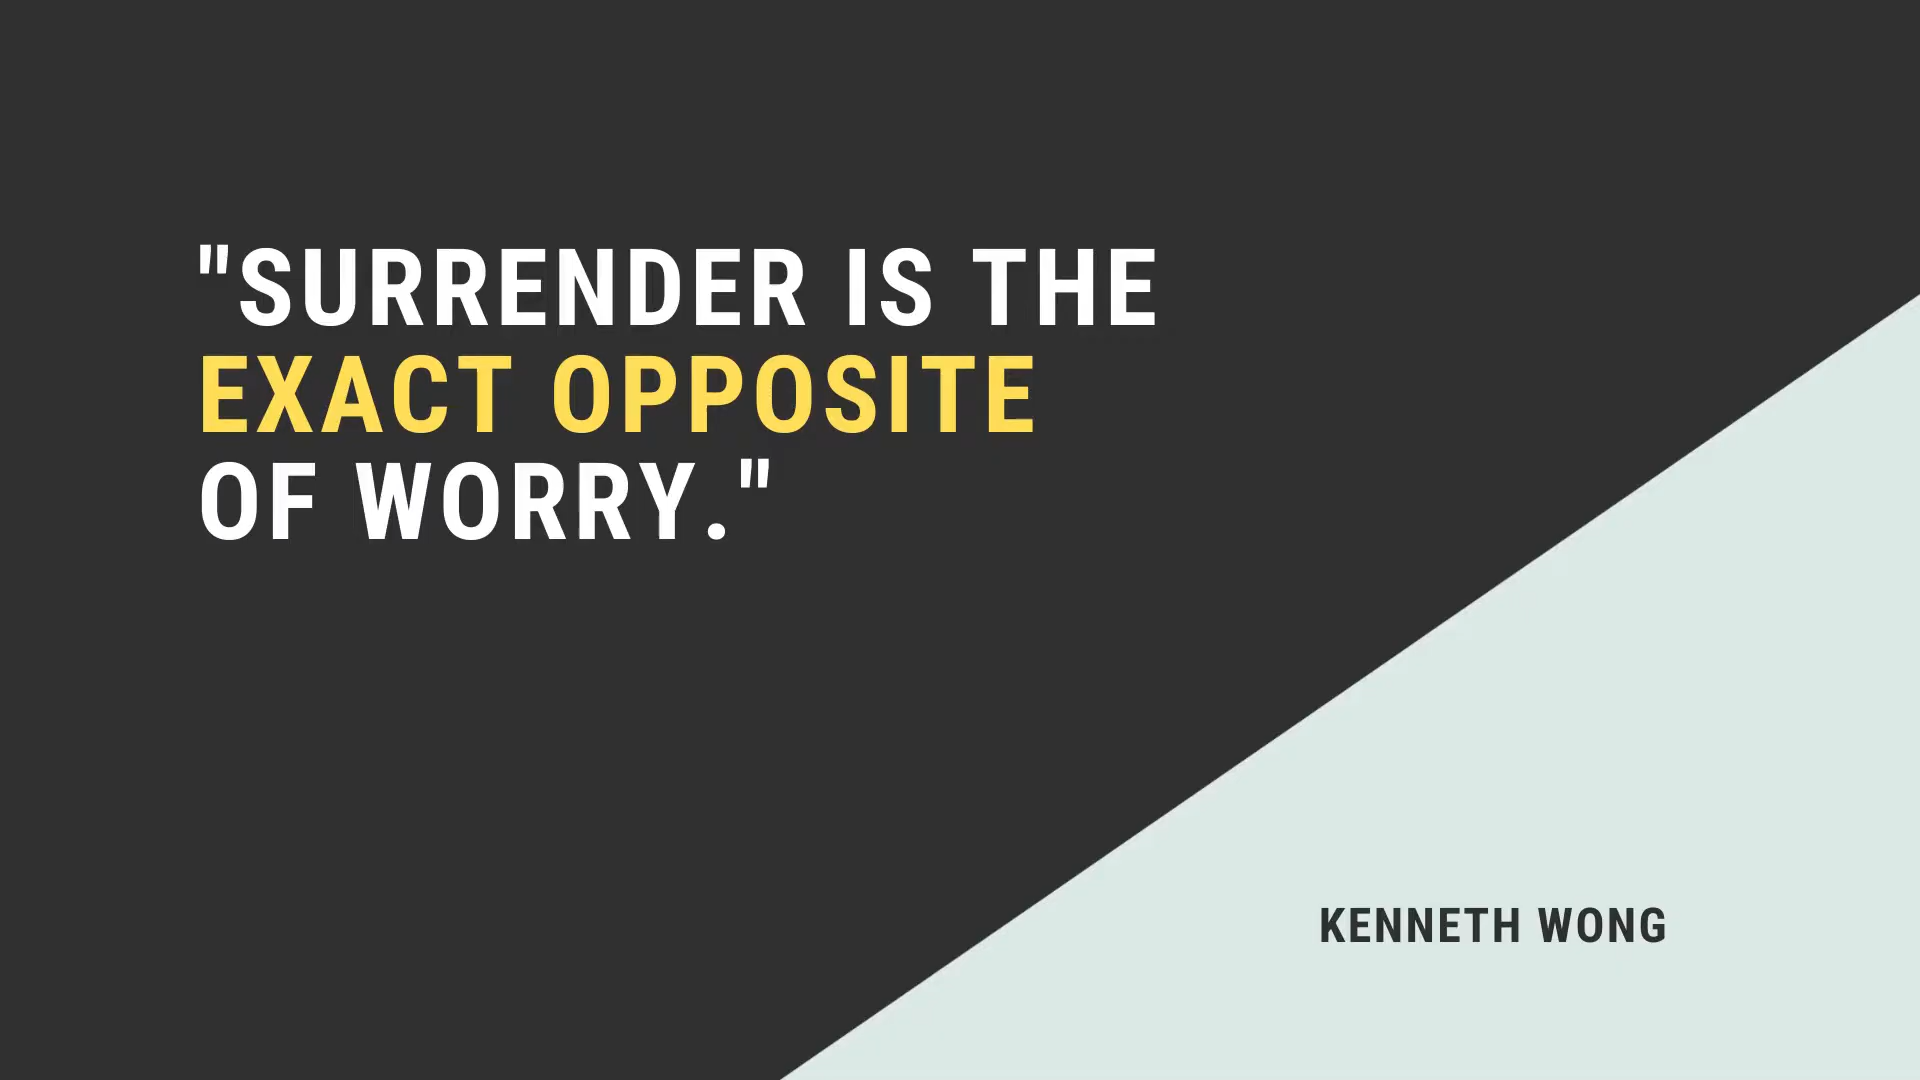 "SURRENDER IS THE
EXACT OPPOSITE
OF WORRY."
KENNETH WONG